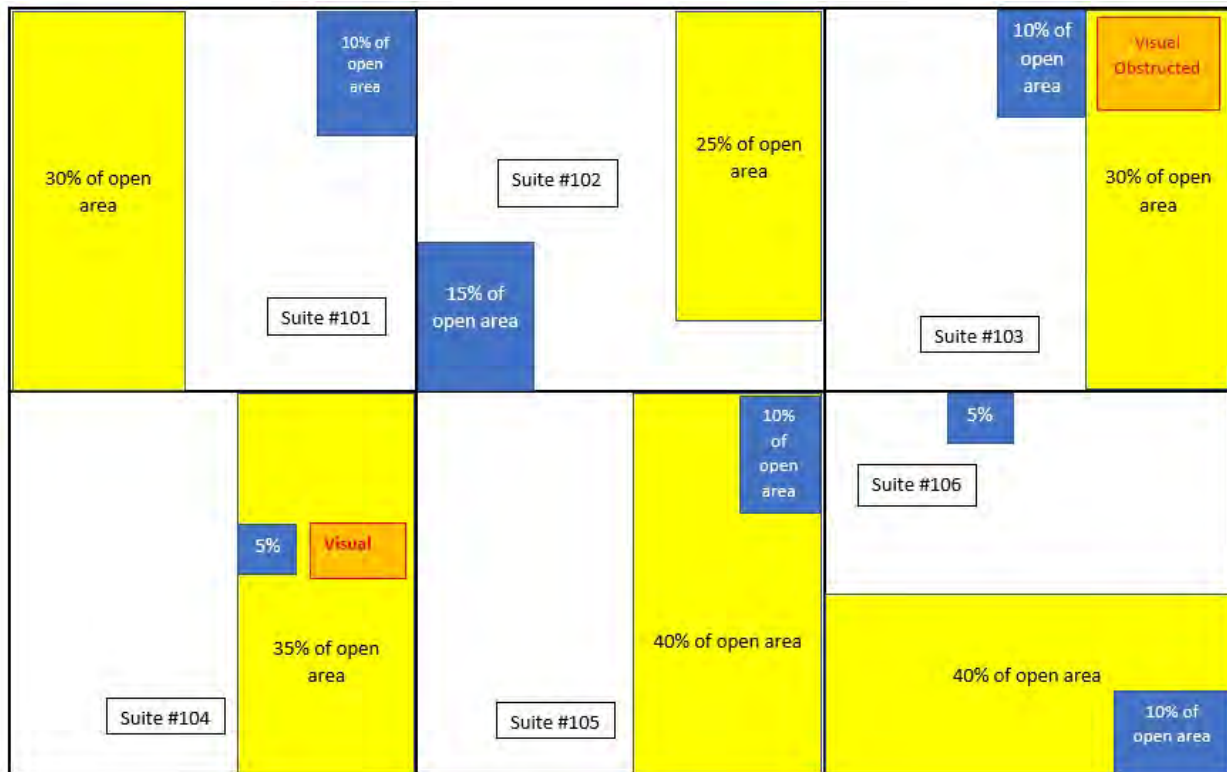 30% of open
area
10% of
open
area
Suite #101
Suite #102
15% of
open area
25% of open
area
10% of
open
area
Visual
Obstructed
30% of open
area
Suite #103
5%
Visual
35% of open
area
Suite #104
10%
of
open
area
40% of open area
Suite #105
5%
Suite #106
40% of open area
10% of
open area